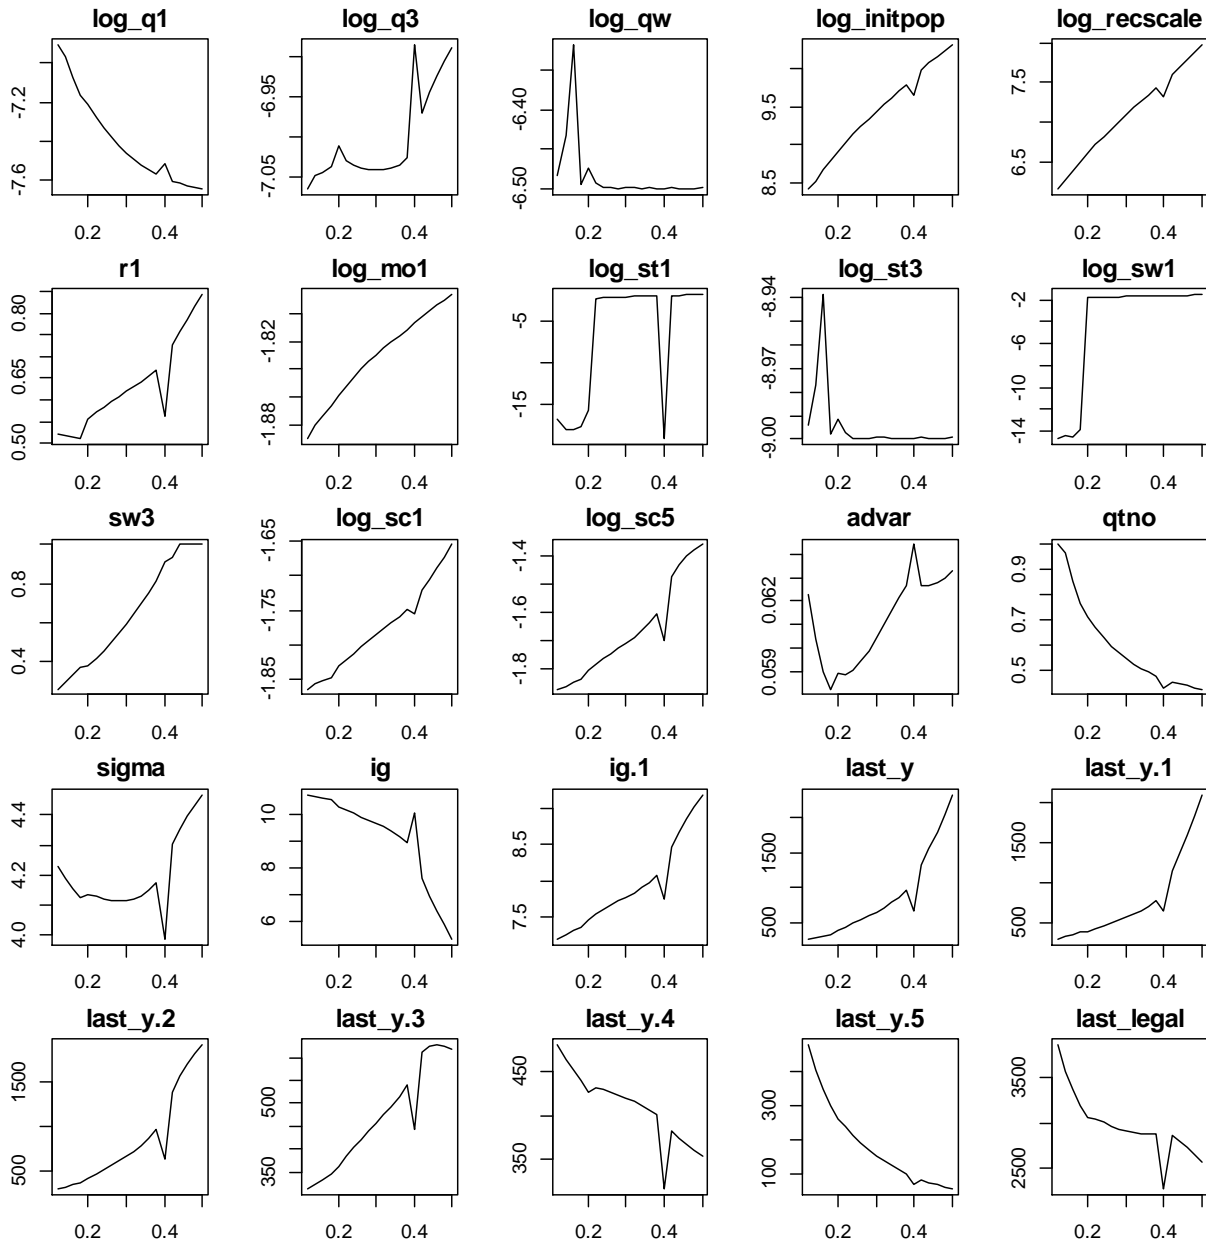 log_q1 log_q3 log_qw log_initpop log_recscale
-7.6 -7.2 -7.05 -6.95 -6.50 -6.40 8.5 9.5 6.5 7.5
0.2 0.4 0.2 0.4 0.2 0.4 0.2 0.4 0.2 0.4
r1 log_mo1 log_st1 log_st3 log_sw1
0.50 0.65 0.80 -1.88 -1.82 -15 -5 -9.00 -8.97 -8.94 -14 -10 -6 -2
0.2 0.4 0.2 0.4 0.2 0.4 0.2 0.4 0.2 0.4
sw3 log_sc1 log_sc5 advar qtno
0.4 0.8 -1.85 -1.75 -1.65 -1.8 -1.6 -1.4 0.059 0.062 0.5 0.7 0.9
0.2 0.4 0.2 0.4 0.2 0.4 0.2 0.4 0.2 0.4
sigma ig ig.1 last_y last_y.1
4.0 4.2 4.4 6 8 10 7.5 8.5 500 1500 500 1500
0.2 0.4 0.2 0.4 0.2 0.4 0.2 0.4 0.2 0.4
last_y.2 last_y.3 last_y.4 last_y.5 last_legal
500 1500 350 500 350 450 100 300 2500 3500
0.2 0.4 0.2 0.4 0.2 0.4 0.2 0.4 0.2 0.4